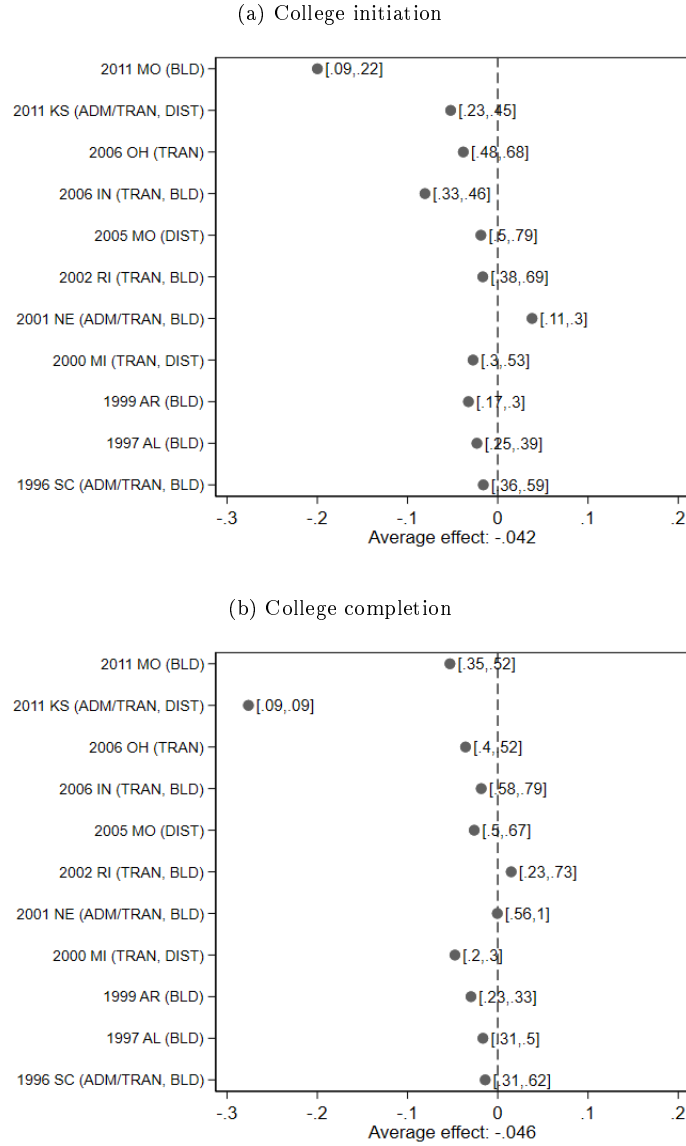 (a) College initiation
2011 MO (BLD) [.09,.22]
2011 KS (ADM/TRAN, DIST) [.23,.45]
2006 OH (TRAN) [.48,.68]
2006 IN (TRAN, BLD) [.33,.46]
2005 MO (DIST) [.5,.79]
2002 RI (TRAN, BLD) [.38,.69]
2001 NE (ADM/TRAN, BLD) [.11,.3]
2000 MI (TRAN, DIST) [.3,.53]
1999 AR (BLD) [.17,.3]
1997 AL (BLD) [.25,.39]
1996 SC (ADM/TRAN, BLD) [.36,.59]
-.3 -.2 -.1 0 .1 .2
Average effect: -.042
(b) College completion
2011 MO (BLD) [.35,.52]
2011 KS (ADM/TRAN, DIST) [.09,.09]
2006 OH (TRAN) [.4,.52]
2006 IN (TRAN, BLD) [.58,.79]
2005 MO (DIST) [.5,.67]
2002 RI (TRAN, BLD) [.23,.73]
2001 NE (ADM/TRAN, BLD) [.56,1]
2000 MI (TRAN, DIST) [.2,.3]
1999 AR (BLD) [.23,.33]
1997 AL (BLD) [.31,.5]
1996 SC (ADM/TRAN, BLD) [.31,.62]
-.3 -.2 -.1 0 .1 .2
Average effect: -.046